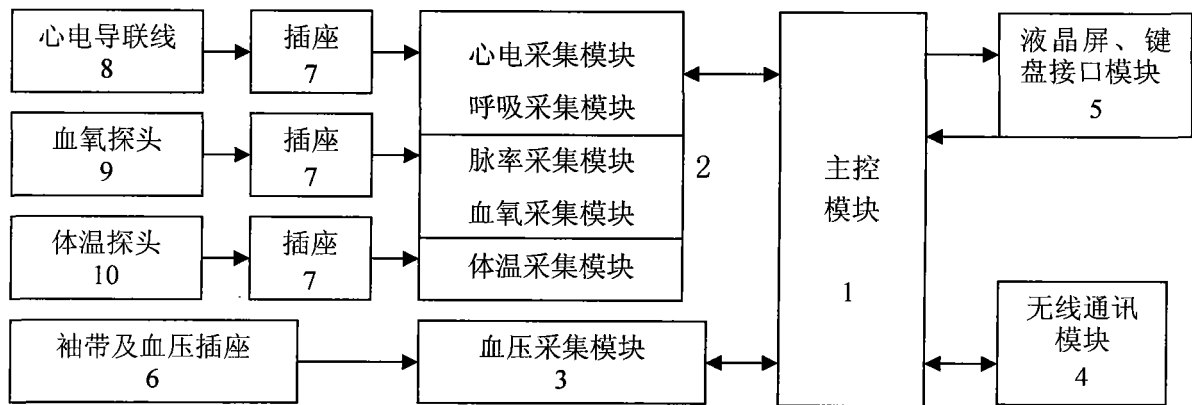 心电导联线
8
插座
7
心电采集模块
呼吸采集模块
血氧探头
9
插座
7
脉率采集模块
血氧采集模块
2
体温探头
10
插座
7
体温采集模块
袖带及血压插座
6
血压采集模块
3
主控
模块
1
液晶屏、键
盘接口模块
5
无线通讯
模块
4